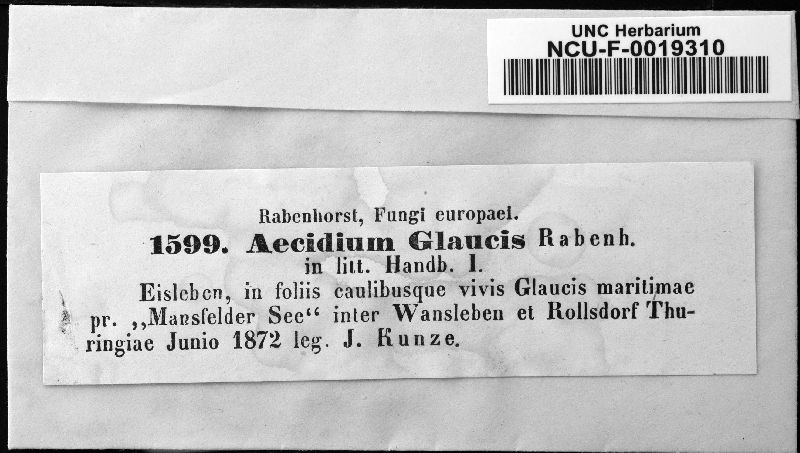 UNC Herbarium
NCU-F-0019310
Rabenhorst, Fungi europaei.
1599. Aecidium Glaucis Rabenh.
in litt. Handb. I.
Eisleben, in foliis caulibusque vivis Glaucis maritimae
pr. „Mansfelder See“ inter Wansleben et Rollsdorf Thu-
ringiae Junio 1872 leg. J. Kunze.